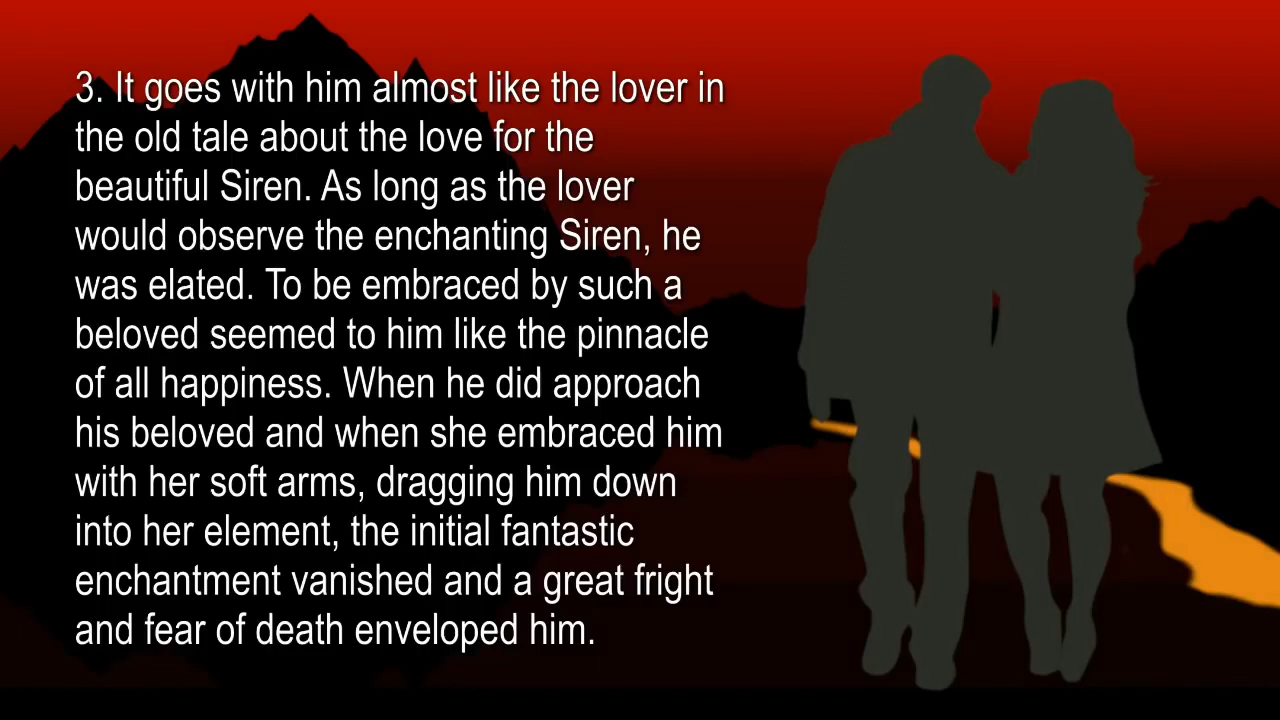 3. It goes with him almost like the lover in
the old tale about the love for the
beautiful Siren. As long as the lover
would observe the enchanting Siren, he
was elated. To be embraced by such a
beloved seemed to him like the pinnacle
of all happiness. When he did approach
his beloved and when she embraced him
with her soft arms, dragging him down
into her element, the initial fantastic
enchantment vanished and a great fright
and fear of death enveloped him.